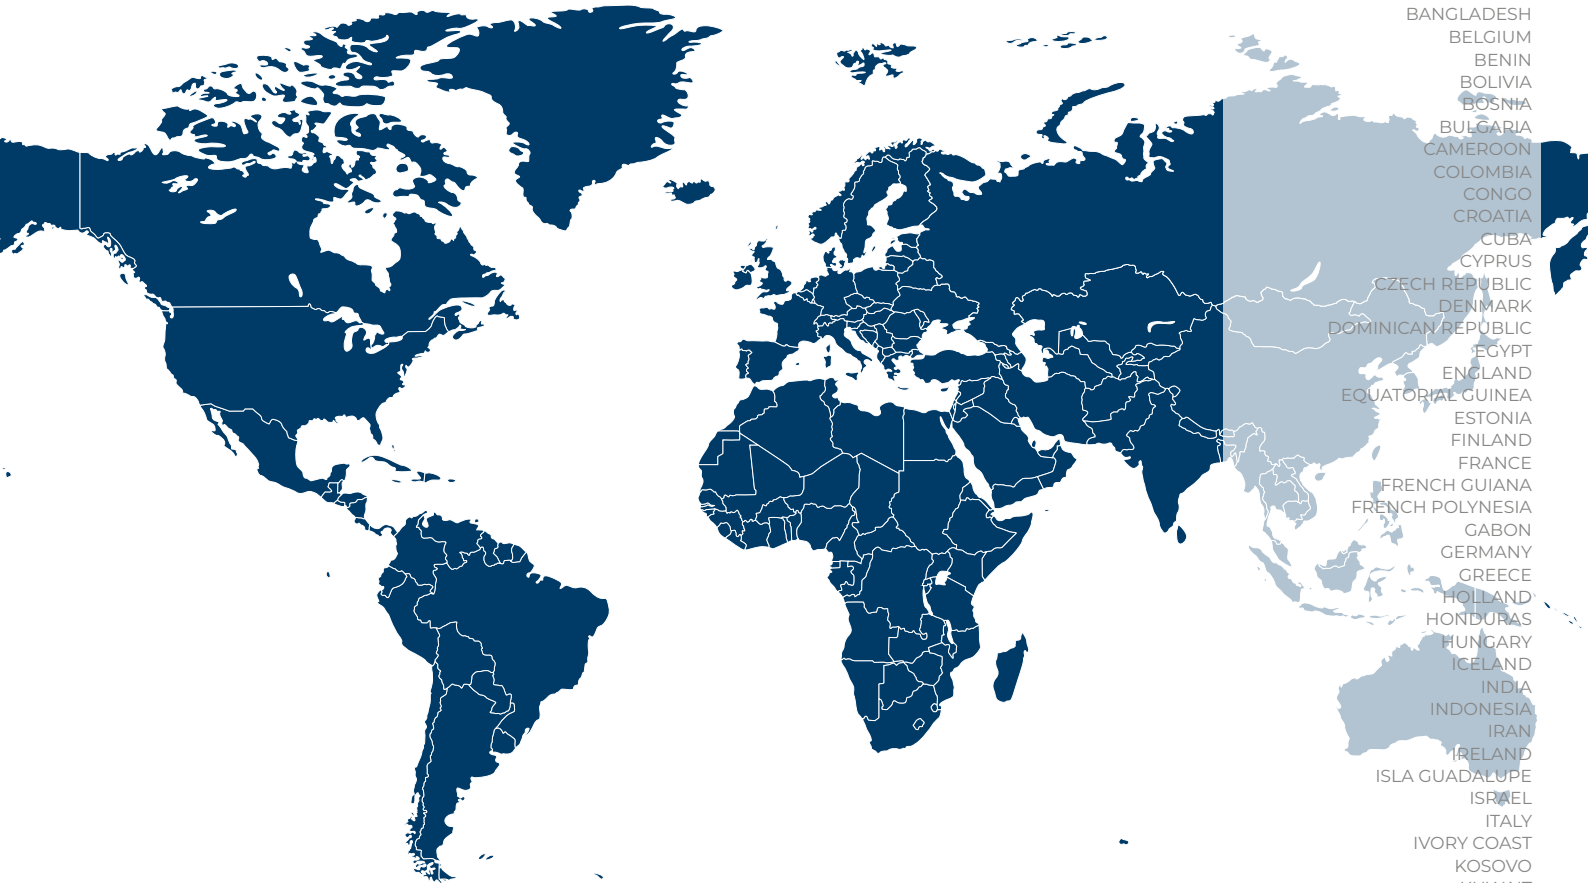 BANGLADESH
BELGIUM
BENIN
BOLIVIA
BOSNIA
BULGARIA
CAMEROON
COLOMBIA
CONGO
CROATIA
CUBA
CYPRUS
CZECH REPUBLIC
DENMARK
DOMINICAN REPUBLIC
EGYPT
ENGLAND
EQUATORIAL GUINEA
ESTONIA
FINLAND
FRANCE
FRENCH GUIANA
FRENCH POLYNESIA
GABON
GERMANY
GREECE
HOLLAND
HONDURAS
HUNGARY
ICELAND
INDIA
INDONESIA
IRAN
IRELAND
ISLA GUADALUPE
ISRAEL
ITALY
IVORY COAST
KOSOVO